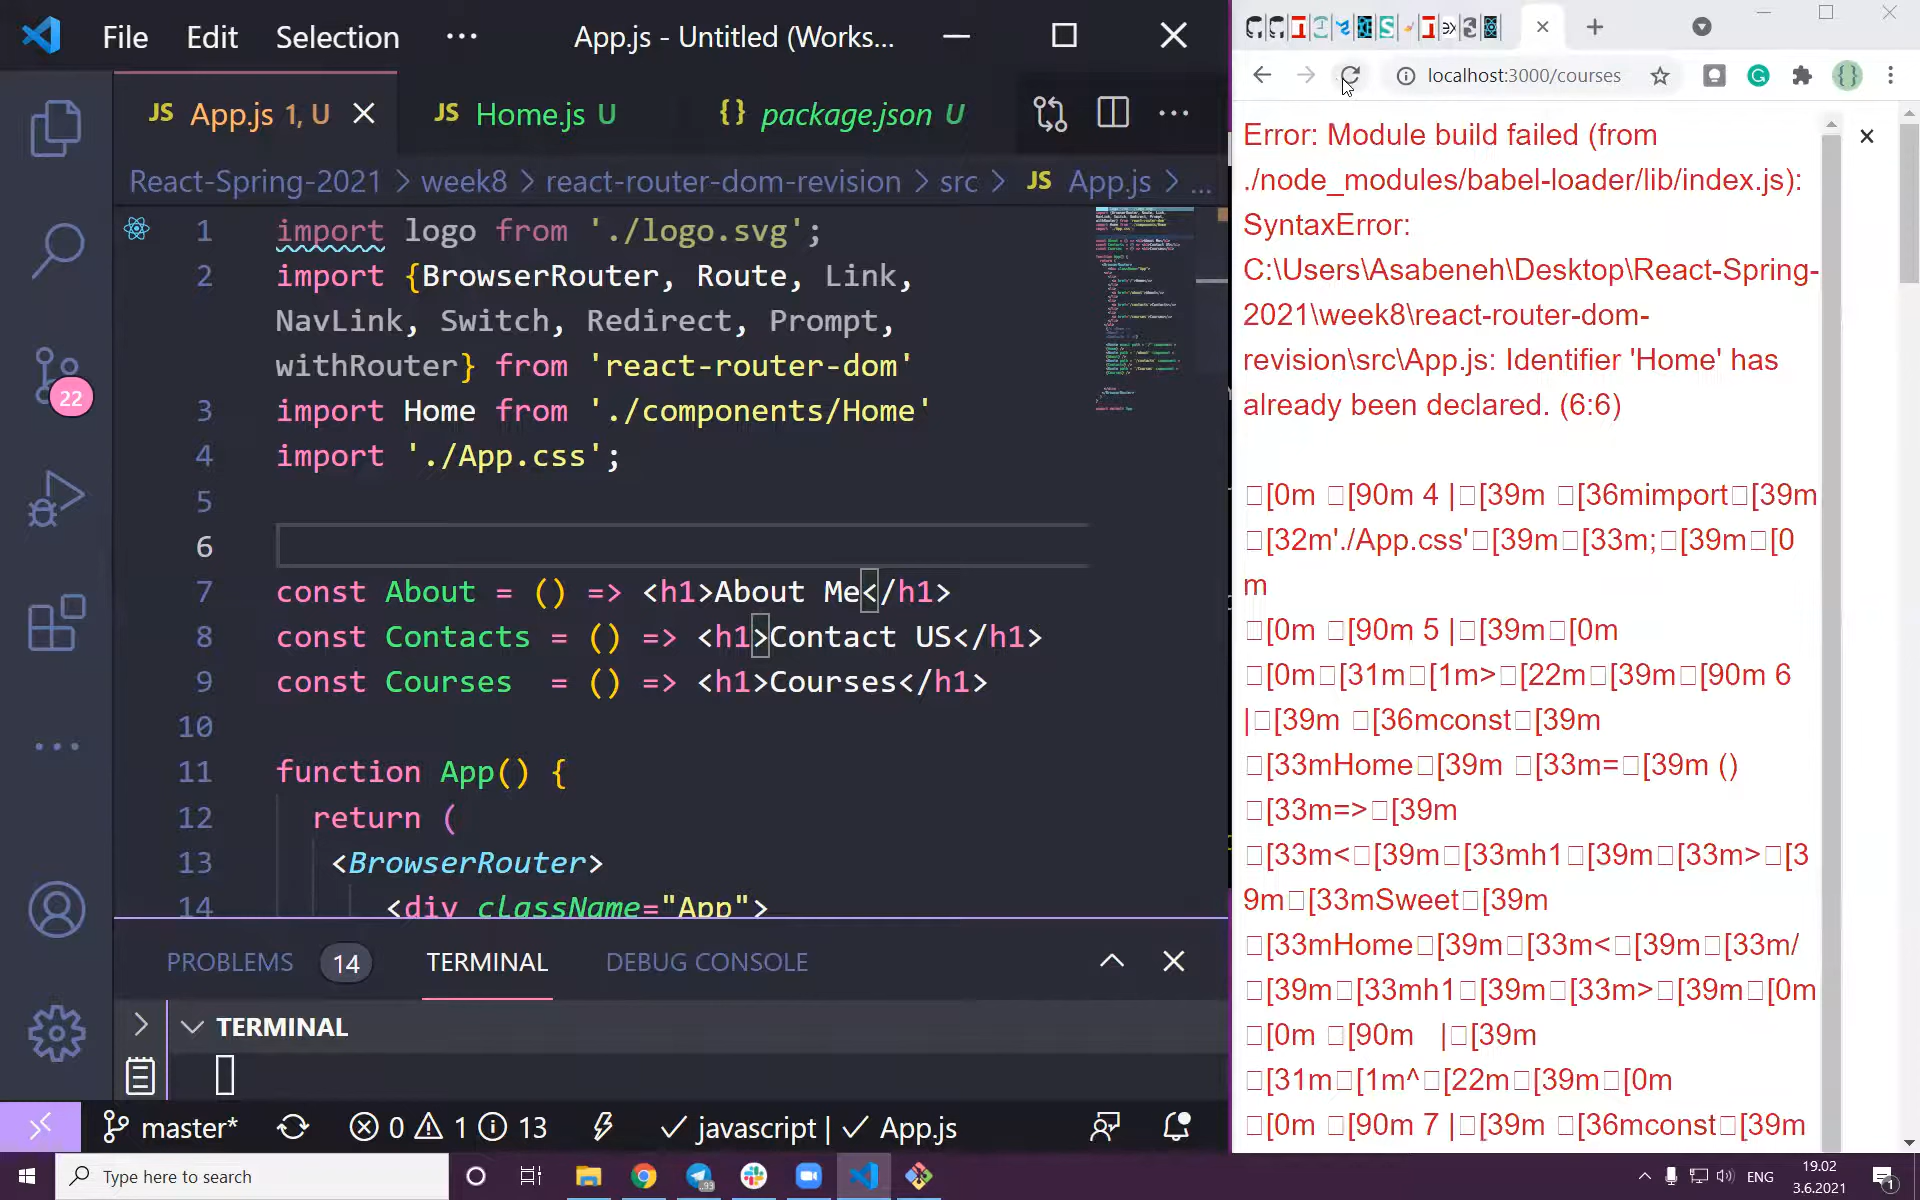 File Edit Selection ··· App.js - Untitled (Works...
JS App.js 1, U JS Home.js U {} package.json U ···
React-Spring-2021 > week8 > react-router-dom-revision > src > JS App.js > ...
1 import logo from './logo.svg';
2 import {BrowserRouter, Route, Link,
NavLink, Switch, Redirect, Prompt,
withRouter} from 'react-router-dom'
3 import Home from './components/Home'
4 import './App.css';
5
6
7 const About = () => <h1>About Me</h1>
8 const Contacts = () => <h1>Contact US</h1>
9 const Courses = () => <h1>Courses</h1>
10
11 function App() {
12 return (
13 <BrowserRouter>
14 <div className="App">
22
PROBLEMS 14 TERMINAL DEBUG CONSOLE
TERMINAL
master* 0 1 13 javascript | App.js
localhost:3000/courses
Error: Module build failed (from
./node_modules/babel-loader/lib/index.js):
SyntaxError:
C:\Users\Asabeneh\Desktop\React-Spring-
2021\week8\react-router-dom-
revision\src\App.js: Identifier 'Home' has
already been declared. (6:6)
□[0m □[90m 4 |□[39m □[36mimport□[39m
□[32m'./App.css'□[39m□[33m;□[39m□[0
m
□[0m □[90m 5 |□[39m□[0m
□[0m□[31m□[1m>□[22m□[39m□[90m 6
|□[39m □[36mconst□[39m
□[33mHome□[39m □[33m=□[39m ()
□[33m=>□[39m
□[33m<□[39m□[33mh1□[39m□[33m>□[3
9m□[33mSweet□[39m
□[33mHome□[39m□[33m<□[39m□[33m/
□[39m□[33mh1□[39m□[33m>□[39m□[0m
□[0m □[90m |□[39m
□[31m□[1m^□[22m□[39m□[0m
□[0m □[90m 7 |□[39m □[36mconst□[39m
Type here to search
93
ENG
19.02
3.6.2021
1